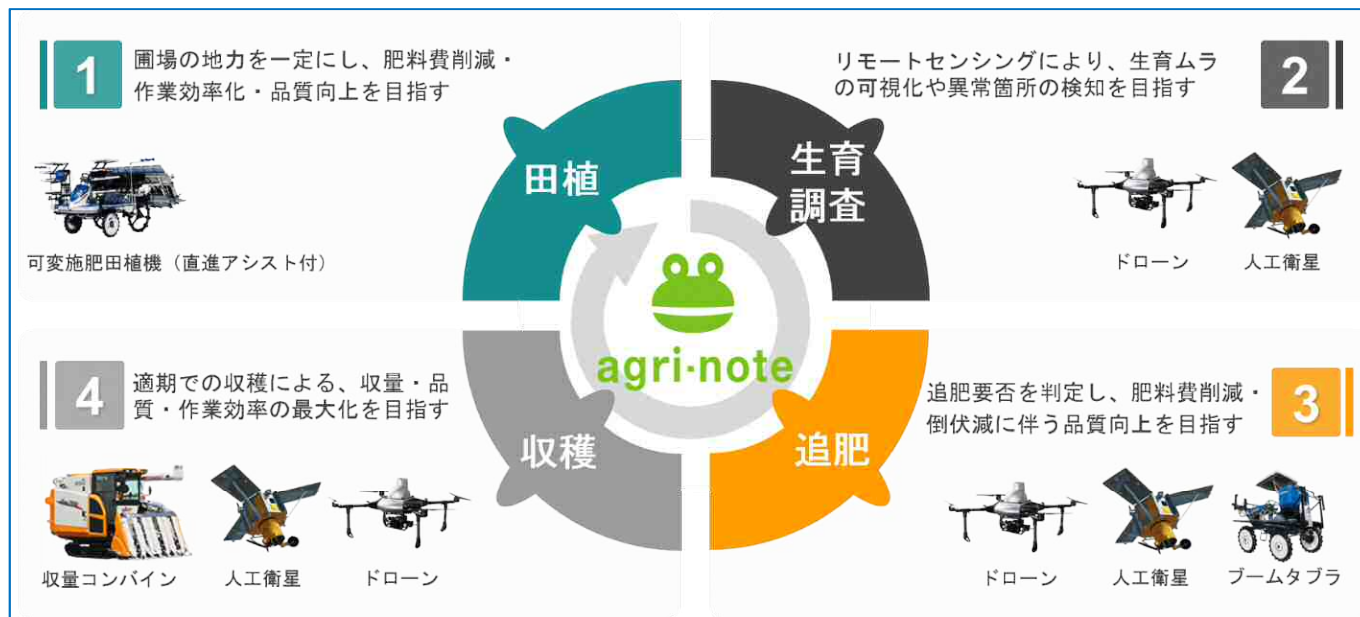 1
圃場の地力を一定にし、肥料費削減・
作業効率化・品質向上を目指す
可変施肥田植機（直進アシスト付）
田植
2
リモートセンシングにより、生育ムラ
の可視化や異常箇所の検知を目指す
ドローン
人工衛星
生育
調査
agri-note
3
追肥要否を判定し、肥料費削減・
倒伏減に伴う品質向上を目指す
ドローン
人工衛星
ブームタブラ
追肥
4
適期での収穫による、収量・品
質・作業効率の最大化を目指す
収量コンバイン
人工衛星
ドローン
収穫